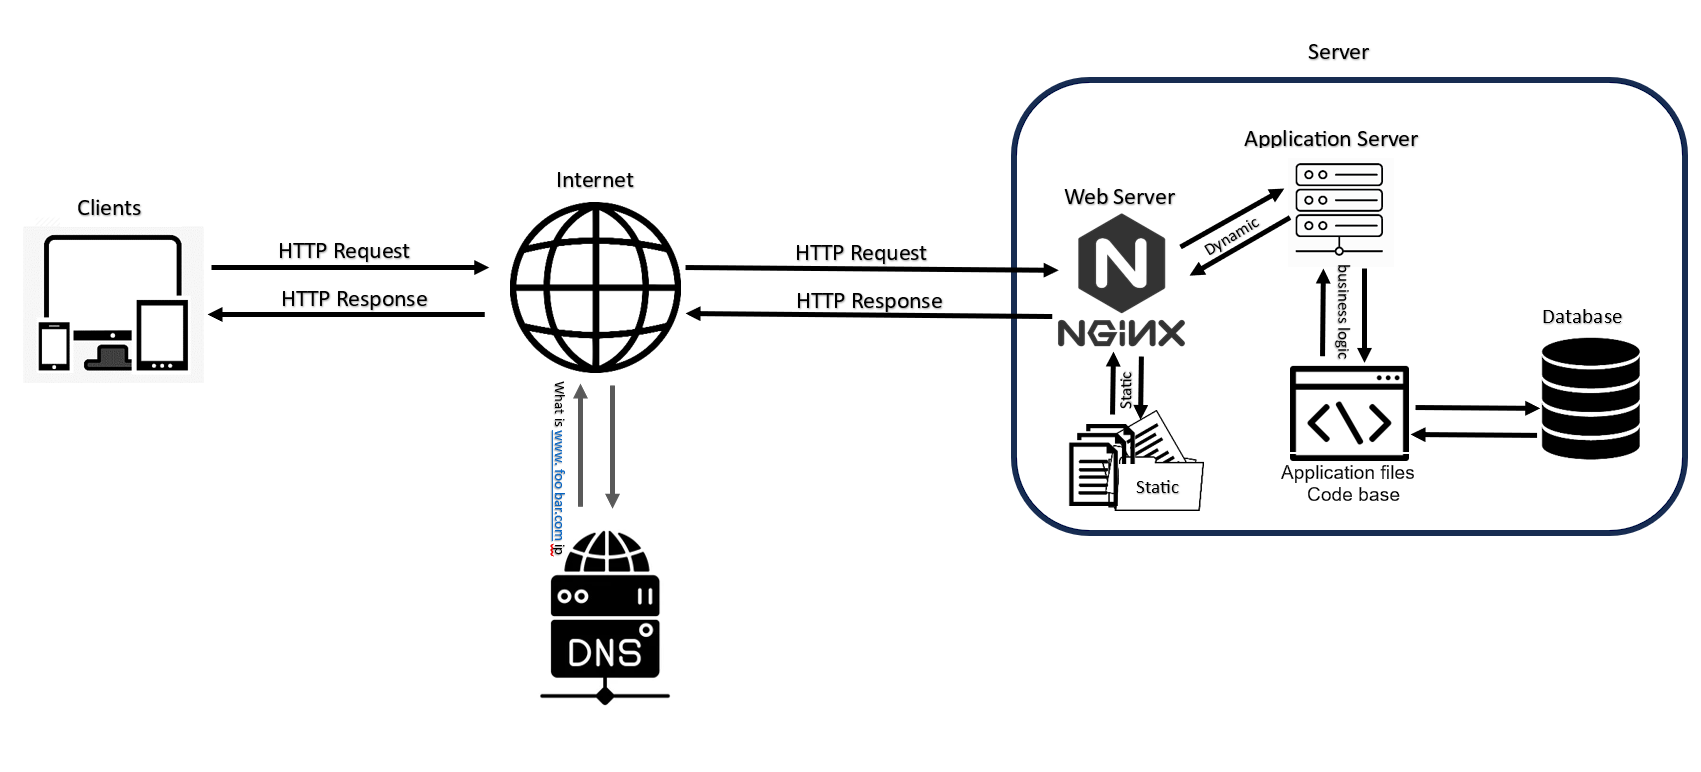 Server
Application Server
Internet
Web Server
Clients
HTTP Request
HTTP Request
Dynamic
HTTP Response
HTTP Response
NGINX
business logic
Database
Static
What is www. foo bar.com ip
Static
Application files
Code base
DNS